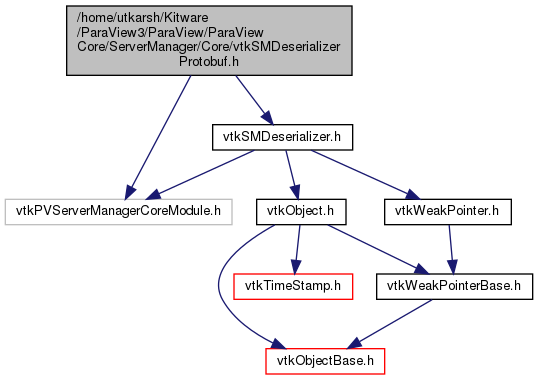 /home/utkarsh/Kitware
/ParaView3/ParaView/ParaView
Core/ServerManager/Core/vtkSMDeserializer
Protobuf.h
vtkSMDeserializer.h
vtkPVServerManagerCoreModule.h
vtkObject.h
vtkWeakPointer.h
vtkTimeStamp.h
vtkWeakPointerBase.h
vtkObjectBase.h